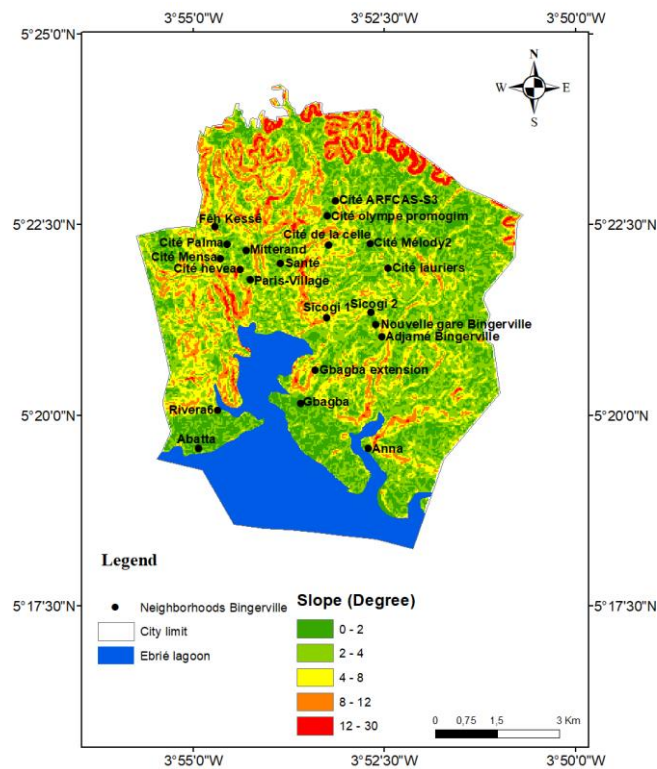 3°55'0"W 3°52'30"W 3°50'0"W
5°25'0"N
N
W E
S
Cité ARFCAS-S3
5°22'30"N 5°22'30"N
Cité olympe promogim
Féh Kessé
Cité de la celle
Cité Palma
Cité Mélody2
Mitterand
Cité Mensa
Santé
Cité hévéa
Cité lauriers
Paris-Village
Sicogi 1
Sicogi 2
Nouvelle gare Bingerville
Adjamé Bingerville
Gbagba extension
Gbagba
5°20'0"N 5°20'0"N
Rivera6
Abatta
Anna
Legend
Neighborhoods Bingerville
City limit
Ebrié lagoon
5°17'30"N 5°17'30"N
Slope (Degree)
0 - 2
2 - 4
4 - 8
8 - 12
12 - 30
0 0,75 1,5 3 Km
3°55'0"W 3°52'30"W 3°50'0"W